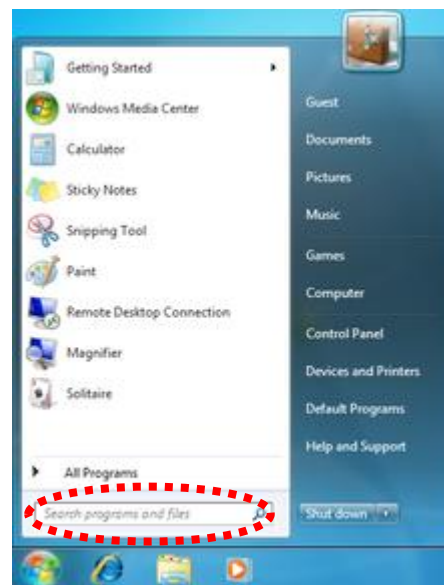 Getting Started
Windows Media Center
Calculator
Sticky Notes
Snipping Tool
Paint
Remote Desktop Connection
Magnifier
Solitaire
All Programs
Search programs and files
Guest
Documents
Pictures
Music
Games
Computer
Control Panel
Devices and Printers
Default Programs
Help and Support
Shut down